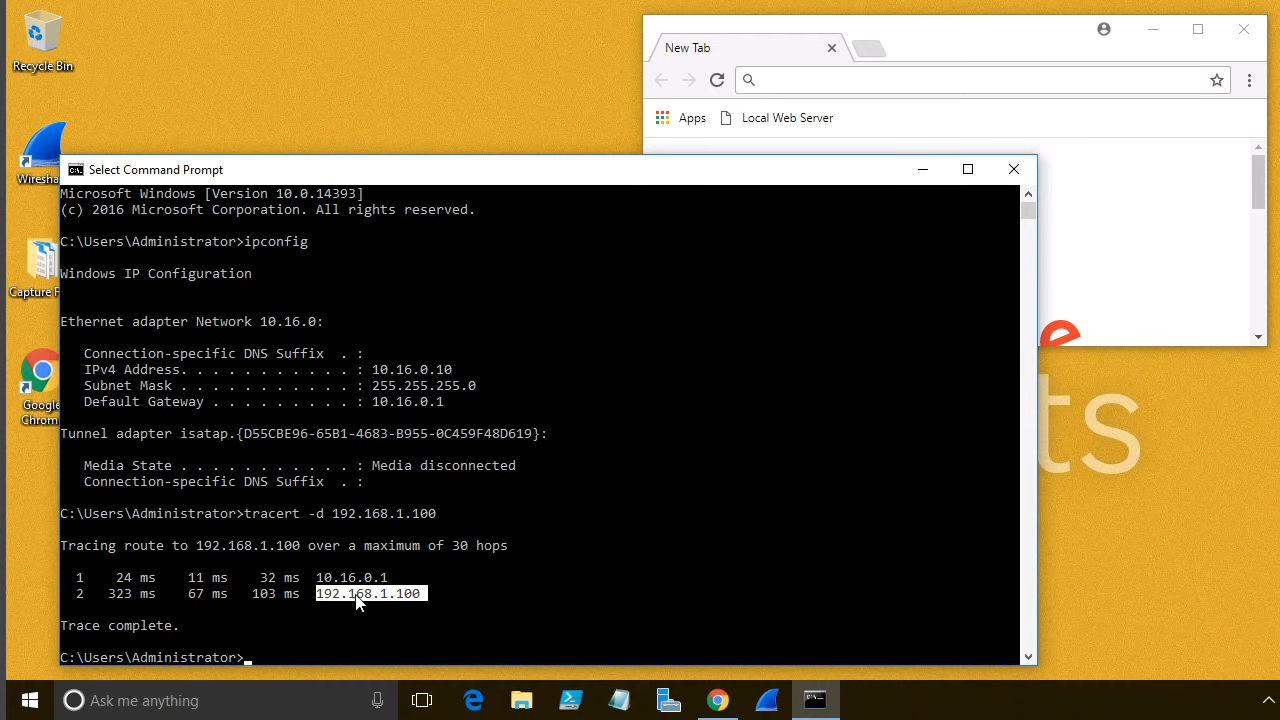 Recycle Bin
New Tab
Apps
Local Web Server
Wiresha
Select Command Prompt
Microsoft Windows [Version 10.0.14393]
(c) 2016 Microsoft Corporation. All rights reserved.
C:\Users\Administrator>ipconfig
Windows IP Configuration
Capture F
Ethernet adapter Network 10.16.0:
Connection-specific DNS Suffix  . :
IPv4 Address. . . . . . . . . . . : 10.16.0.10
Subnet Mask . . . . . . . . . . . : 255.255.255.0
Default Gateway . . . . . . . . . : 10.16.0.1
Google
Chrom
Tunnel adapter isatap.{D55CBE96-65B1-4683-B955-0C459F48D619}:
Media State . . . . . . . . . . . : Media disconnected
Connection-specific DNS Suffix  . :
C:\Users\Administrator>tracert -d 192.168.1.100
Tracing route to 192.168.1.100 over a maximum of 30 hops
1    24 ms    11 ms    32 ms  10.16.0.1
2   323 ms    67 ms   103 ms  192.168.1.100
Trace complete.
C:\Users\Administrator>
e
ts
Ask me anything